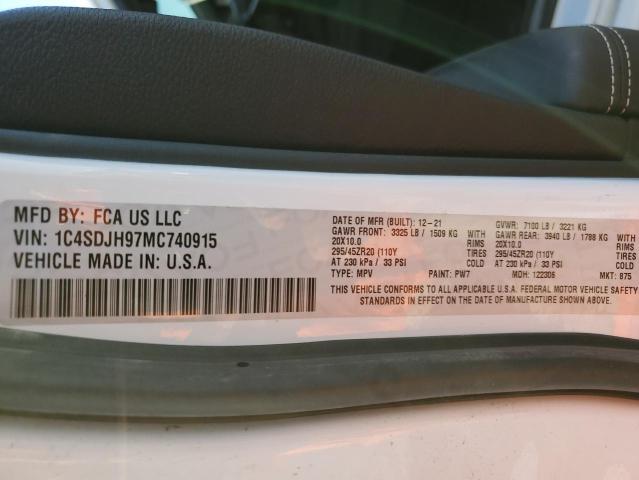 MFD BY: FCA US LLC
VIN: 1C4SDJH97MC740915
VEHICLE MADE IN: U.S.A.
DATE OF MFR (BUILT): 12-21 GVWR: 7100 LB / 3221 KG
GAWR FRONT: 3325 LB / 1509 KG WITH GAWR REAR: 3940 LB / 1788 KG
20X10.0 RIMS 20X10.0
295/45ZR20 (110Y TIRES 295/45ZR20 (110Y
AT 230 kPa / 33 PSI COLD AT 230 kPa / 33 PSI
TYPE: MPV PAINT: PW7 MDH: 122306 MKT: 875
THIS VEHICLE CONFORMS TO ALL APPLICABLE U.S.A. FEDERAL MOTOR VEHICLE SAFETY
STANDARDS IN EFFECT ON THE DATE OF MANUFACTURE SHOWN ABOVE.